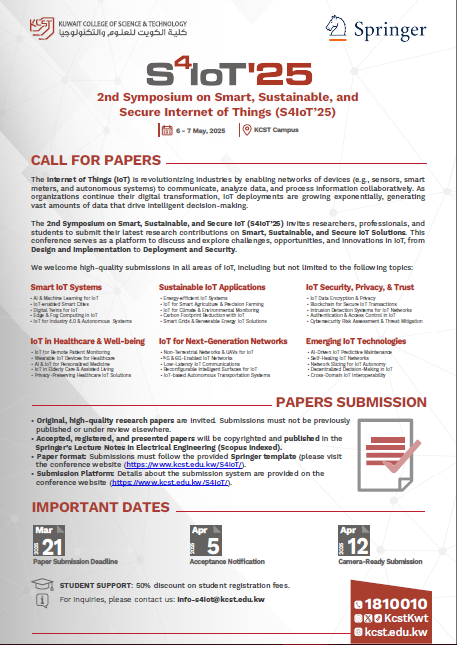 KCST
KUWAIT COLLEGE OF SCIENCE & TECHNOLOGY
كلية الكويت للعلوم والتكنولوجيا
Springer
S4IoT'25
2nd Symposium on Smart, Sustainable, and
Secure Internet of Things (S4IoT'25)
6 - 7 May, 2025
KCST Campus
CALL FOR PAPERS
The Internet of Things (IoT) is revolutionizing industries by enabling networks of devices (e.g., sensors, smart
meters, and autonomous systems) to communicate, analyze data, and process information collaboratively. As
organizations continue their digital transformation, IoT deployments are growing exponentially, generating
vast amounts of data that drive intelligent decision-making.
The 2nd Symposium on Smart, Sustainable, and Secure IoT (S4IoT'25) invites researchers, professionals, and
students to submit their latest research contributions on Smart, Sustainable, and Secure IoT Solutions. This
conference serves as a platform to discuss and explore challenges, opportunities, and innovations in IoT, from
Design and Implementation to Deployment and Security.
We welcome high-quality submissions in all areas of IoT, including but not limited to the following topics:
Smart IoT Systems
• AI & Machine Learning for IoT
• IoT-enabled Smart Cities
• Digital Twins for IoT
• Edge & Fog Computing in IoT
• IoT for Industry 4.0 & Autonomous Systems
Sustainable IoT Applications
• Energy-efficient IoT Systems
• IoT for Smart Agriculture & Precision Farming
• IoT for Climate & Environmental Monitoring
• Carbon Footprint Reduction with IoT
• Smart Grids & Renewable Energy IoT Solutions
IoT Security, Privacy, & Trust
• IoT Data Encryption & Privacy
• Blockchain for Secure IoT Transactions
• Intrusion Detection Systems for IoT Networks
• Authentication & Access Control in IoT
• Cybersecurity Risk Assessment & Threat Mitigation
IoT in Healthcare & Well-being
• IoT for Remote Patient Monitoring
• Wearable IoT Devices for Healthcare
• AI & IoT for Personalized Medicine
• IoT in Elderly Care & Assisted Living
• Privacy-Preserving Healthcare IoT Solutions
IoT for Next-Generation Networks
• Non-Terrestrial Networks & UAVs for IoT
• 5G & 6G-Enabled IoT Networks
• Low-Latency IoT Communications
• Reconfigurable Intelligent Surfaces for IoT
• IoT-based Autonomous Transportation Systems
Emerging IoT Technologies
• AI-Driven IoT Predictive Maintenance
• Self-Healing IoT Networks
• Network Slicing for IoT Autonomy
• Decentralized Decision-Making in IoT
• Cross-Domain IoT Interoperability
PAPERS SUBMISSION
• Original, high-quality research papers are invited. Submissions must not be previously
published or under review elsewhere.
• Accepted, registered, and presented papers will be copyrighted and published in the
Springer's Lecture Notes in Electrical Engineering (Scopus Indexed).
• Paper format: Submissions must follow the provided Springer template (please visit
the conference website (https://www.kcst.edu.kw/S4IoT/).
• Submission Platform: Details about the submission system are provided on the
conference website (https://www.kcst.edu.kw/S4IoT/).
IMPORTANT DATES
Mar
2025 21
Paper Submission Deadline
Apr
2025 5
Acceptance Notification
Apr
2025 12
Camera-Ready Submission
STUDENT SUPPORT: 50% discount on student registration fees.
For inquiries, please contact us: info-s4iot@kcst.edu.kw
1810010
KcstKwt
kcst.edu.kw